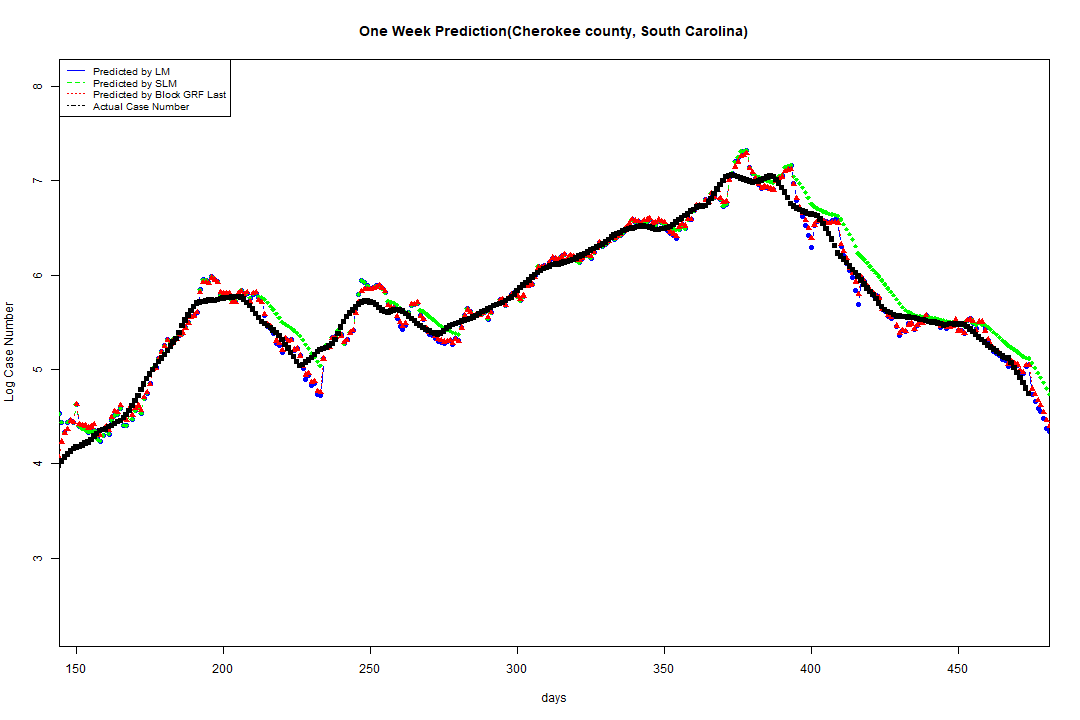 One Week Prediction(Cherokee county, South Carolina)
Predicted by LM
Predicted by SLM
Predicted by Block GRF Last
Actual Case Number
8
7
6
5
4
3
Log Case Number
150 200 250 300 350 400 450
days